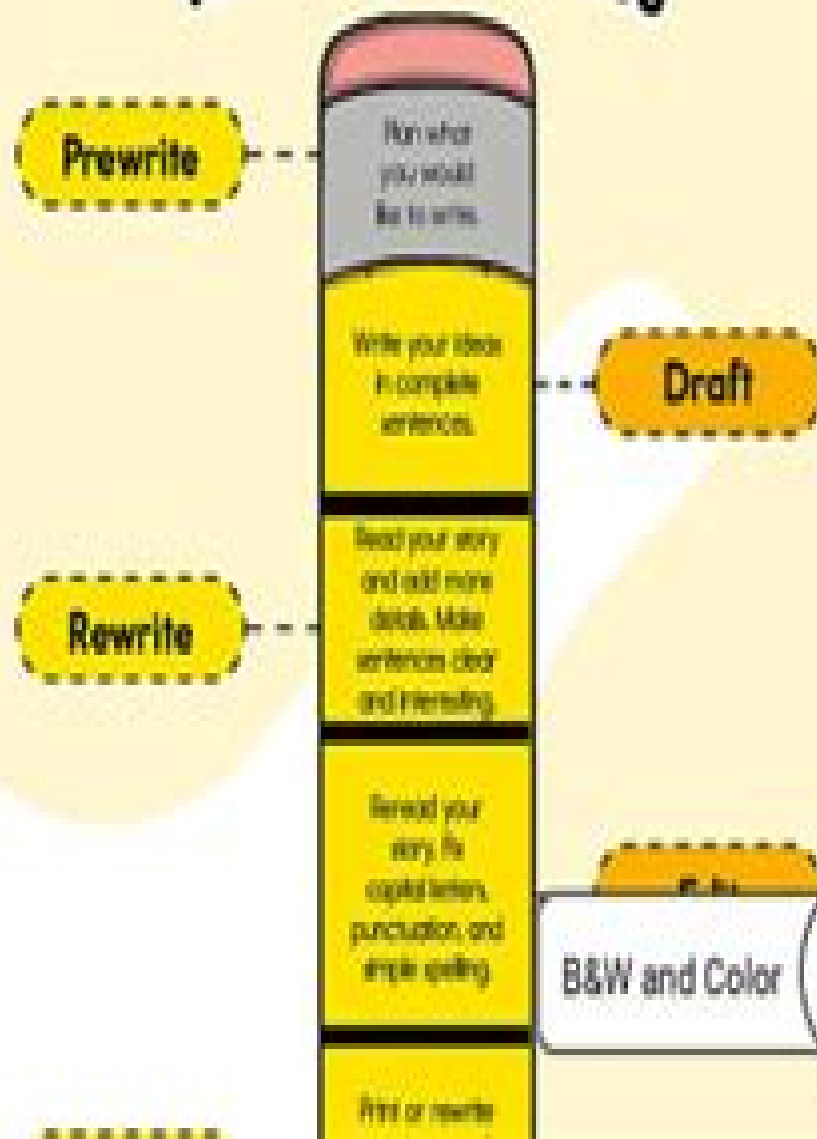 Prewrite
Plan what
you would
like to write.
Write your ideas
in complete
sentences.
Draft
Read your story
and add more
details. Make
sentences clear
and interesting.
Rewrite
Reread your
story. Fix
capital letters,
punctuation, and
simple spelling.
B&W and Color
Print or rewrite